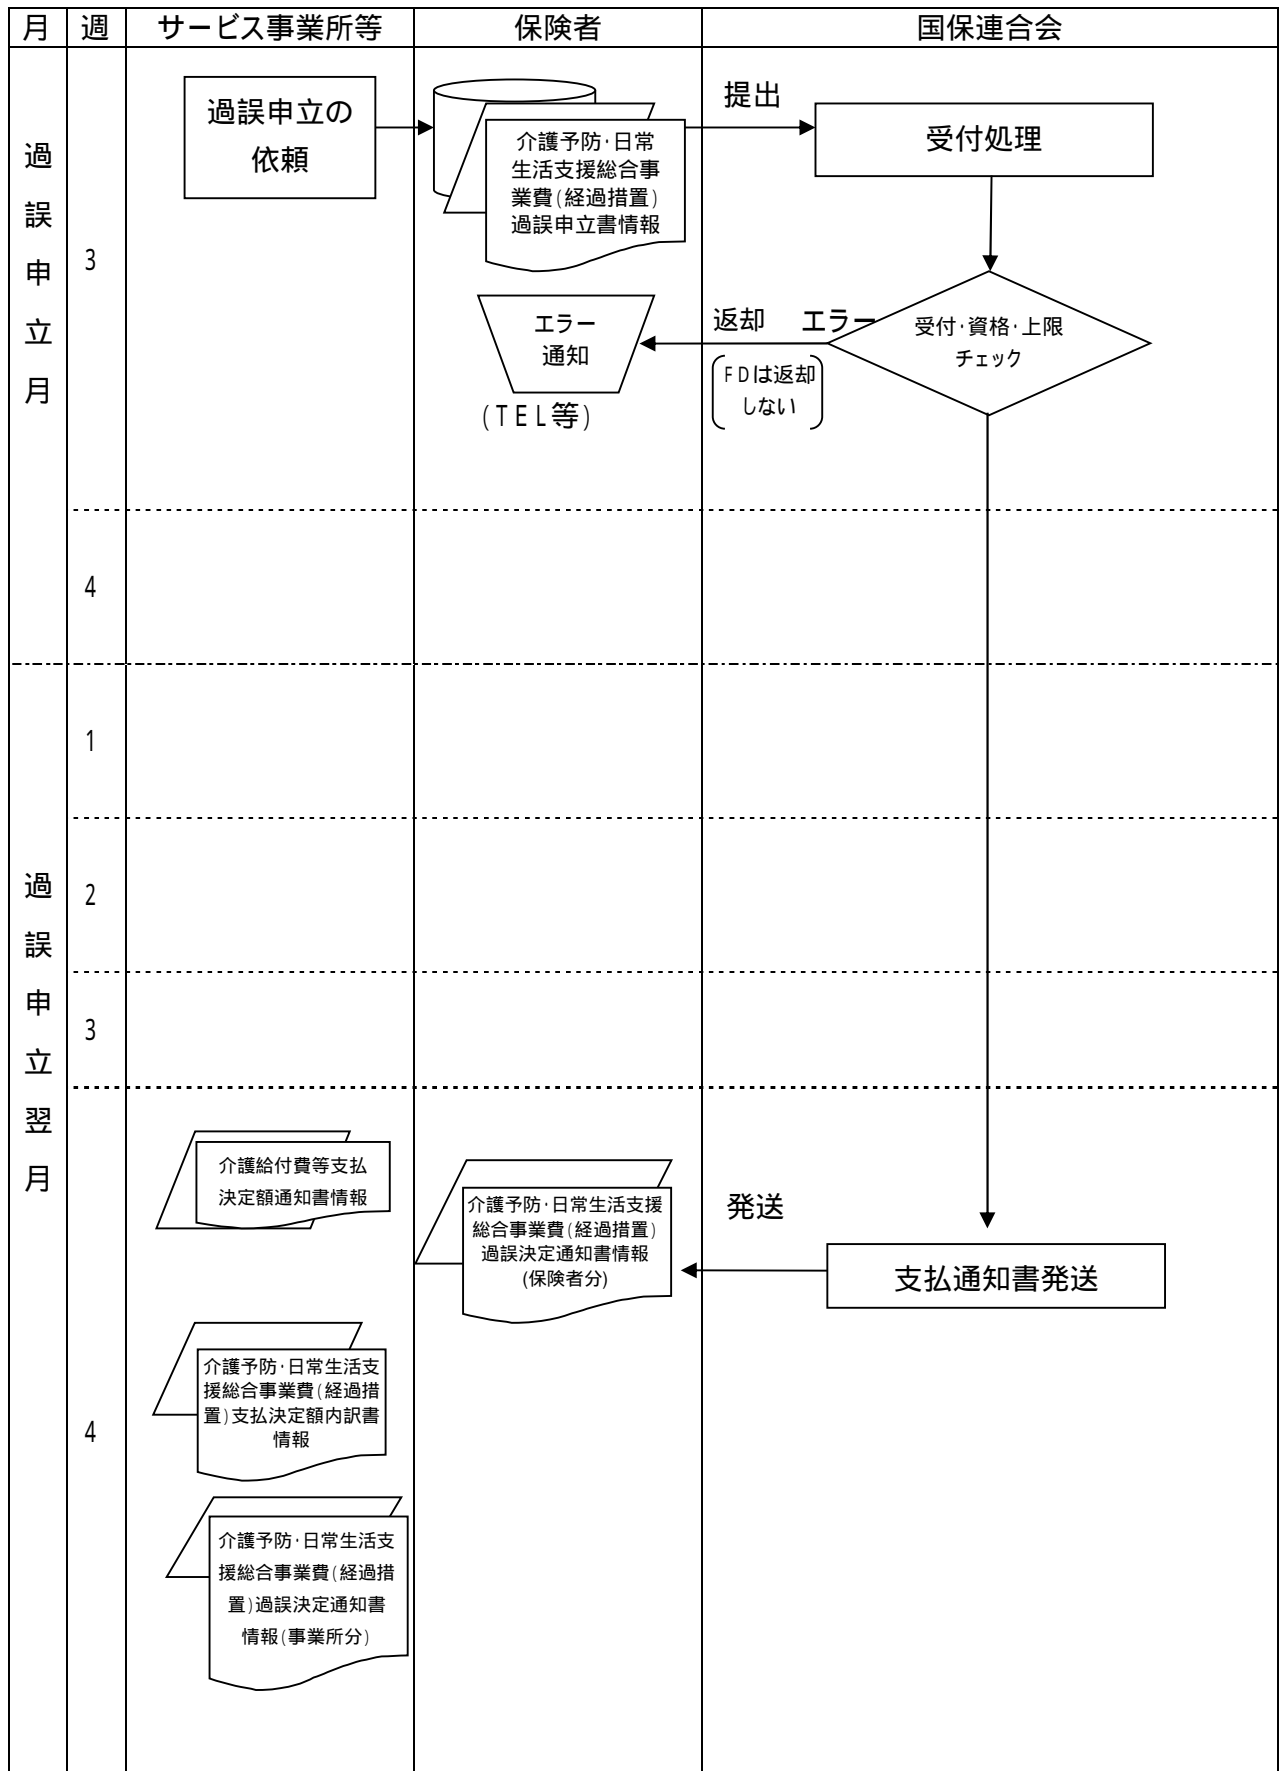 月 週 サービス事業所等 保険者 国保連合会
過誤申立月
3
過誤申立の
依頼
介護予防･日常
生活支援総合事
業費(経過措置)
過誤申立書情報
提出
受付処理
エラー
通知
(TEL等)
返却 エラー
FDは返却
しない
受付･資格･上限
チェック
4
過誤申立翌月
1
2
3
4
介護給付費等支払
決定額通知書情報
介護予防･日常生活支援
総合事業費(経過措置)
過誤決定通知書情報
(保険者分)
発送
支払通知書発送
介護予防･日常生活支
援総合事業費(経過措
置)支払決定額内訳書
情報
介護予防･日常生活支
援総合事業費(経過措
置)過誤決定通知書
情報(事業所分)